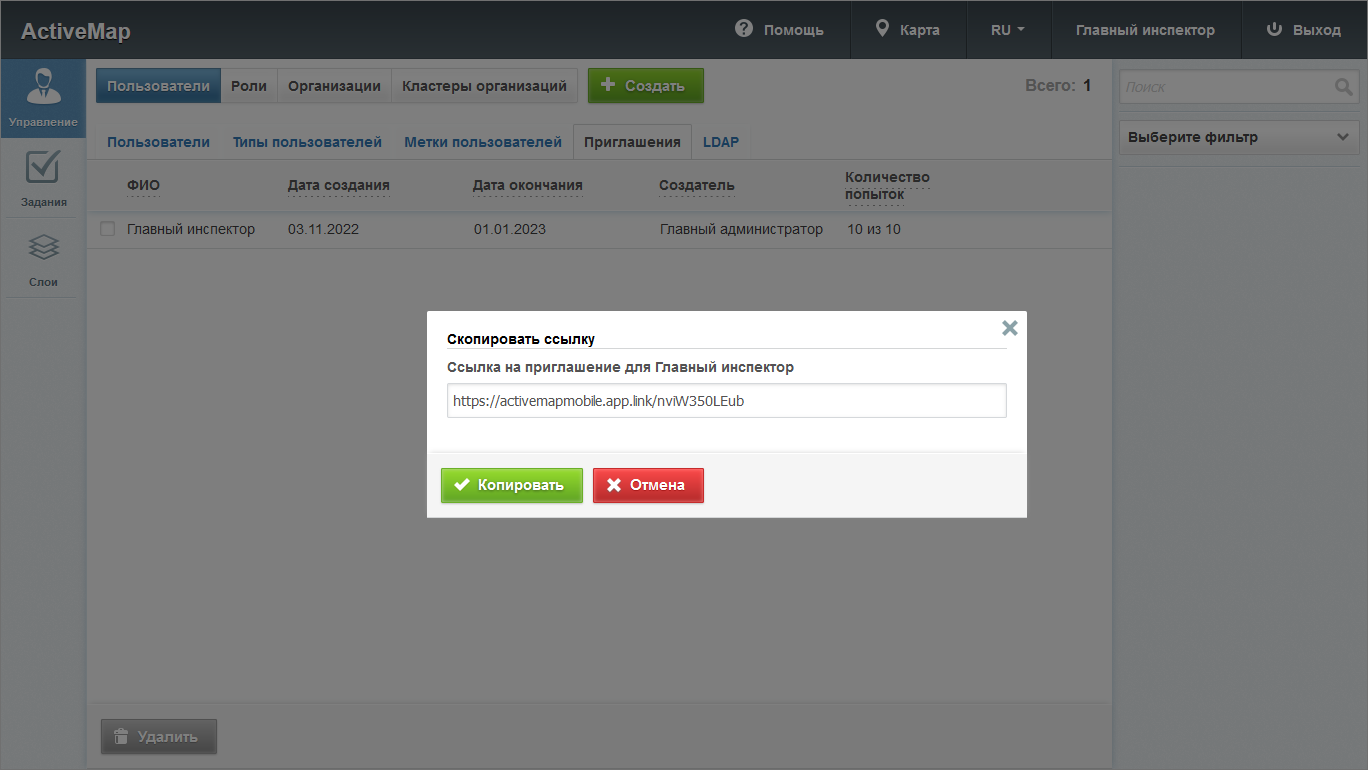 ActiveMap
Помощь
Карта
RU
Главный инспектор
Выход
Управление
Задания
Слои
Пользователи
Роли
Организации
Кластеры организаций
Создать
Всего: 1
Поиск
Выберите фильтр
Пользователи
Типы пользователей
Метки пользователей
Приглашения
LDAP
ФИО
Дата создания
Дата окончания
Создатель
Количество
попыток
Главный инспектор
03.11.2022
01.01.2023
Главный администратор
10 из 10
Скопировать ссылку
Ссылка на приглашение для Главный инспектор
https://activemapmobile.app.link/nviW350LEub
Копировать
Отмена
Удалить